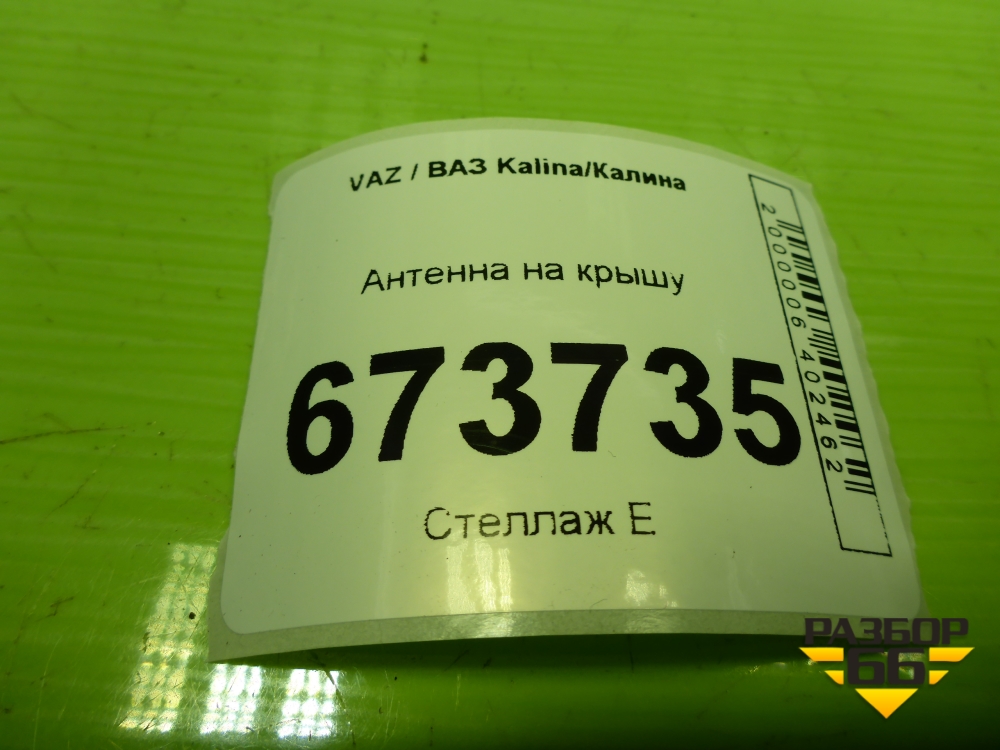 VAZ / ВАЗ Kalina/Калина
Антенна на крышу
673735
Стеллаж Е
2000006402462
РАЗБОР
66